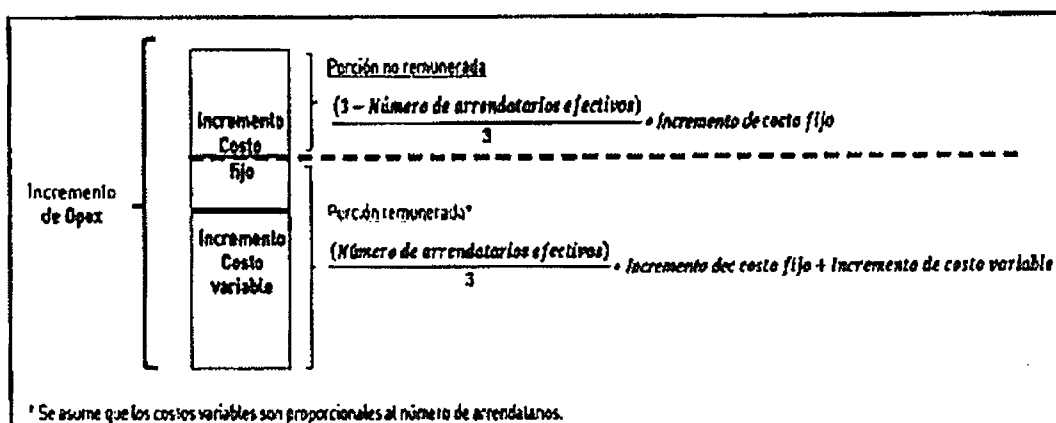 Incremento
de Opex
Incremento
Costo
fijo
Incremento
Costo
variable
Porción no remunerada
(3 – Número de arrendatarios efectivos)
3
* Incremento de costo fijo
Porción remunerada*
(Número de arrendatarios efectivos)
3
* Incremento dec costo fijo + Incremento de costo variable
* Se asume que los costos variables son proporcionales al número de arrendatarios.